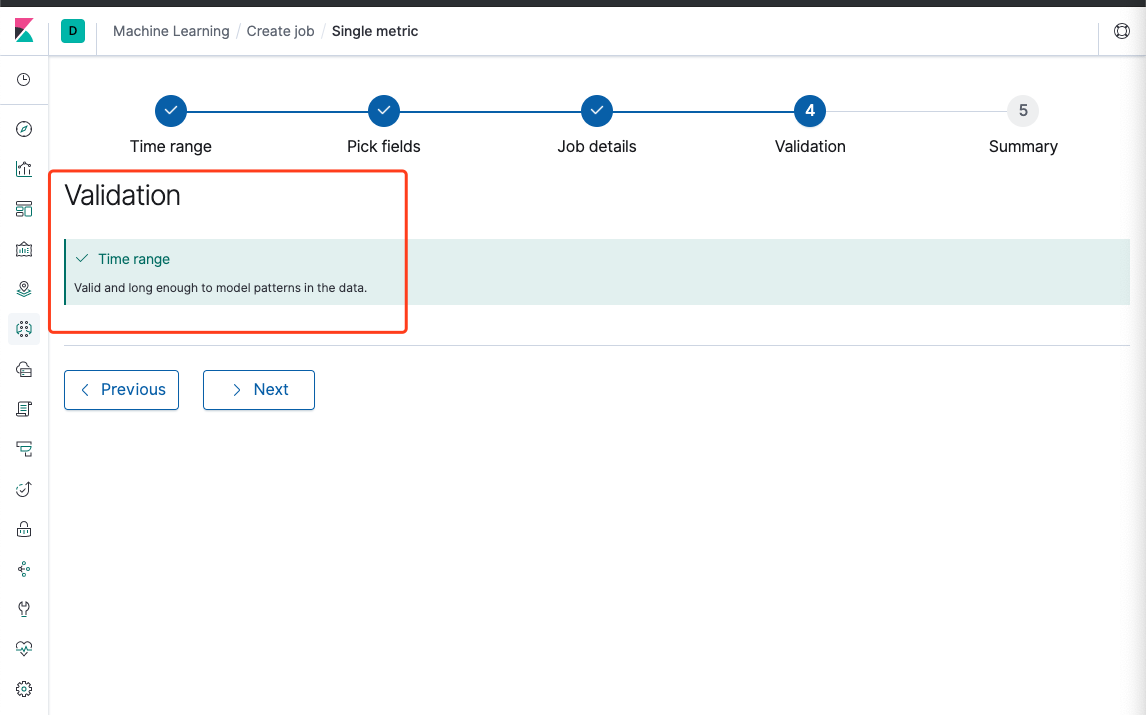 D
Machine Learning / Create job / Single metric
4
5
Time range
Pick fields
Job details
Validation
Summary
Validation
Time range
Valid and long enough to model patterns in the data.
Previous
Next